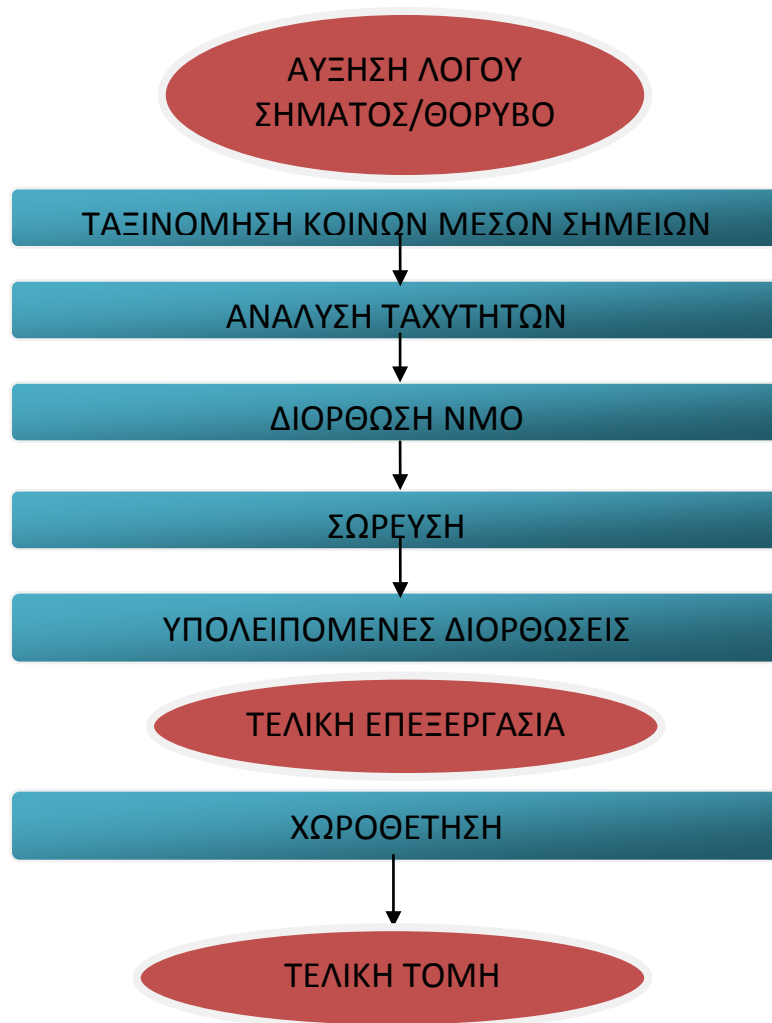 ΑΥΞΗΣΗ ΛΟΓΟΥ
ΣΗΜΑΤΟΣ/ΘΟΡΥΒΟ
ΤΑΞΙΝΟΜΗΣΗ ΚΟΙΝΩΝ ΜΕΣΩΝ ΣΗΜΕΙΩΝ
ΑΝΑΛΥΣΗ ΤΑΧΥΤΗΤΩΝ
ΔΙΟΡΘΩΣΗ ΝΜΟ
ΣΩΡΕΥΣΗ
ΥΠΟΛΕΙΠΟΜΕΝΕΣ ΔΙΟΡΘΩΣΕΙΣ
ΤΕΛΙΚΗ ΕΠΕΞΕΡΓΑΣΙΑ
ΧΩΡΟΘΕΤΗΣΗ
ΤΕΛΙΚΗ ΤΟΜΗ